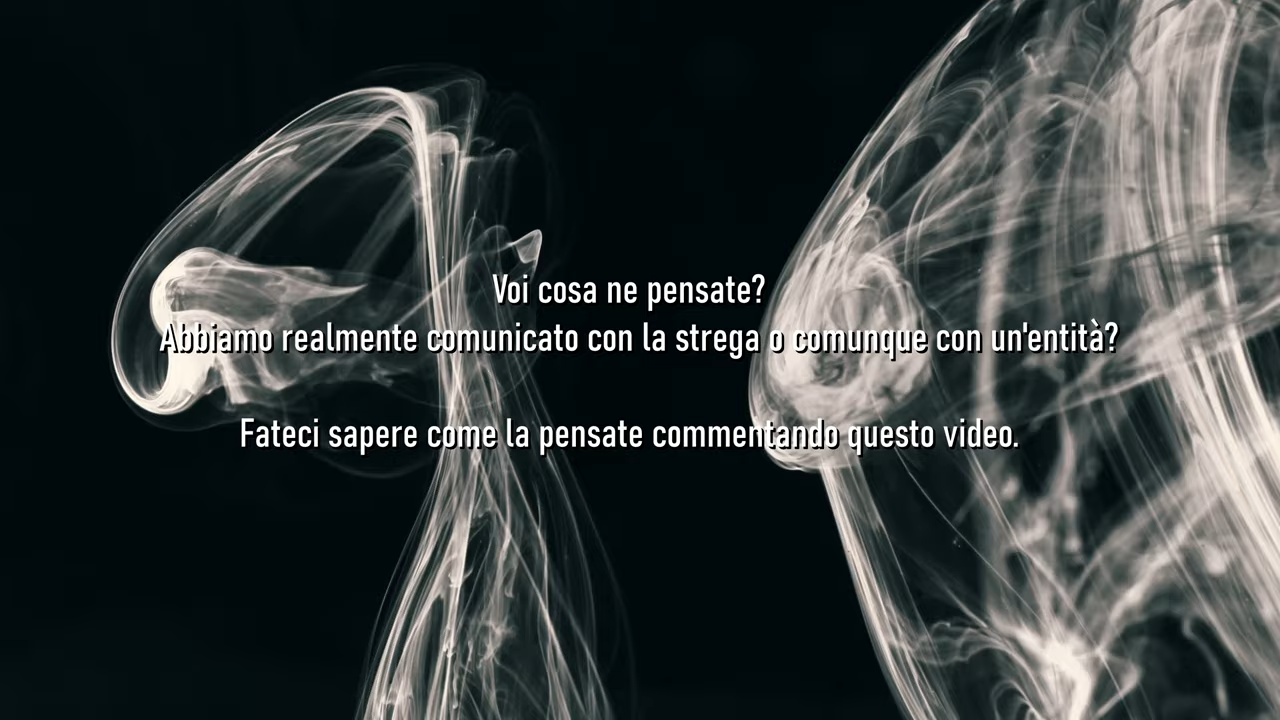 Voi cosa ne pensate?
Abbiamo realmente comunicato con la strega o comunque con un'entità?
Fateci sapere come la pensate commentando questo video.